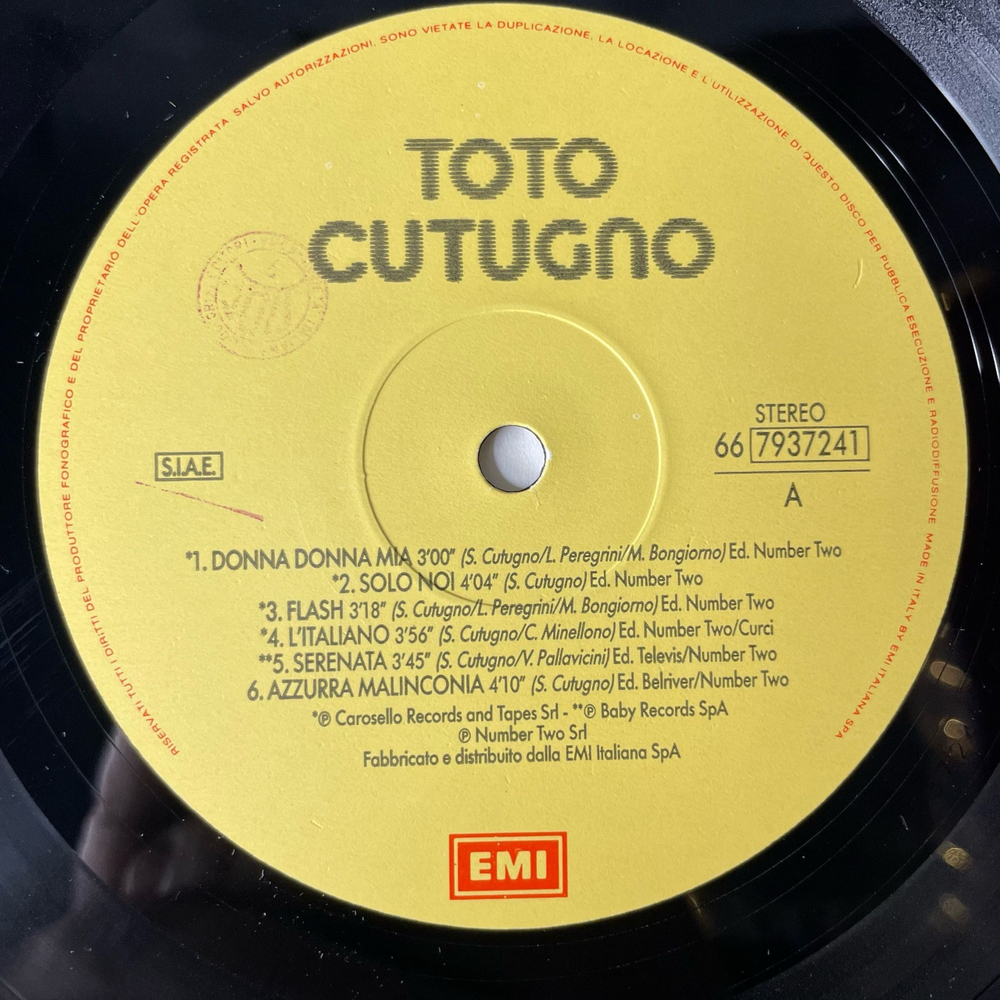 RISERVATI TUTTI I DIRITTI DEL PRODUTTORE FONOGRAFICO E DEL PROPRIETARIO DELL'OPERA REGISTRATA. SALVO AUTORIZZAZIONI, SONO VIETATE LA DUPLICAZIONE, LA LOCAZIONE E L'UTILIZZAZIONE DI QUESTO DISCO PER PUBBLICA ESECUZIONE E RADIODIFFUSIONE MADE IN ITALY BY EMI ITALIANA SPA
TOTO
CUTUGNO
STEREO
66 7937241
S.I.A.E.
A
*1. DONNA DONNA MIA 3'00" (S. Cutugno/L. Peregrini/M. Bongiorno) Ed. Number Two
*2. SOLO NOI 4'04" (S. Cutugno) Ed. Number Two
*3. FLASH 3'18" (S. Cutugno/L. Peregrini/M. Bongiorno) Ed. Number Two
*4. L'ITALIANO 3'56" (S. Cutugno/C. Minellono) Ed. Number Two/Curci
**5. SERENATA 3'45" (S. Cutugno/V. Pallavicini) Ed. Televis/Number Two
6. AZZURRA MALINCONIA 4'10" (S. Cutugno) Ed. Belriver/Number Two
*℗ Carosello Records and Tapes Srl - **℗ Baby Records SpA
℗ Number Two Srl
Fabbricato e distribuito dalla EMI Italiana SpA
EMI